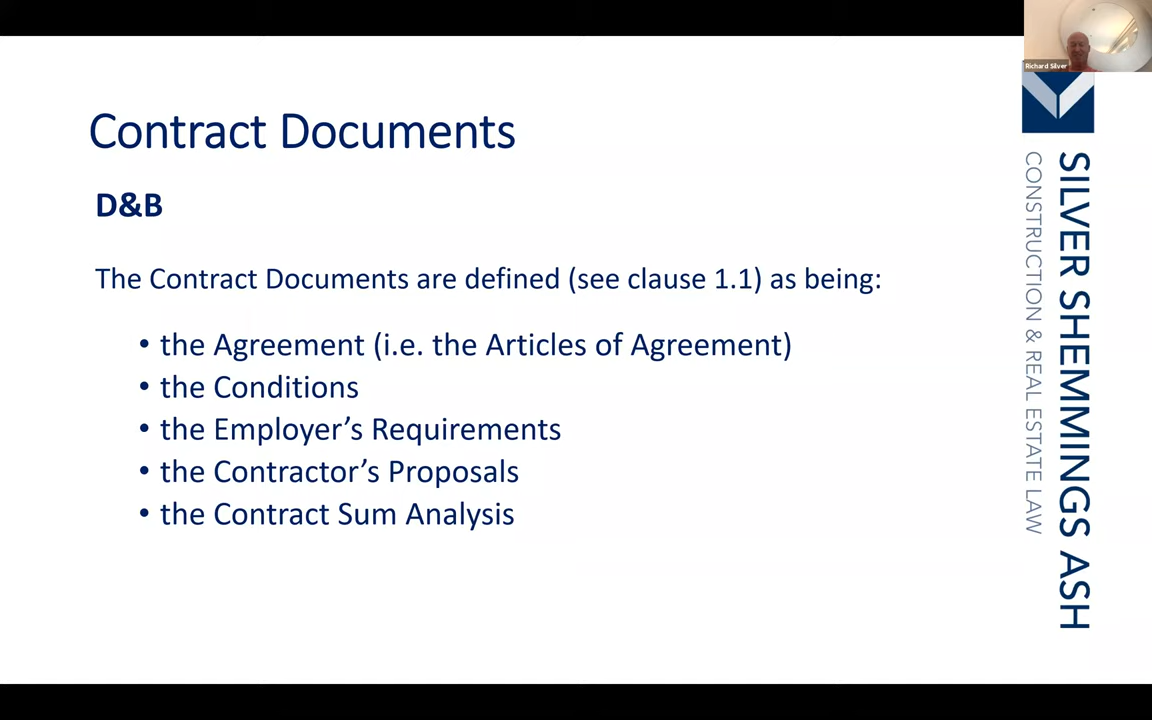 Richard Silver
Contract Documents
D&B
The Contract Documents are defined (see clause 1.1) as being:
• the Agreement (i.e. the Articles of Agreement)
• the Conditions
• the Employer’s Requirements
• the Contractor’s Proposals
• the Contract Sum Analysis
SILVER SHEMMINGS ASH
CONSTRUCTION & REAL ESTATE LAW